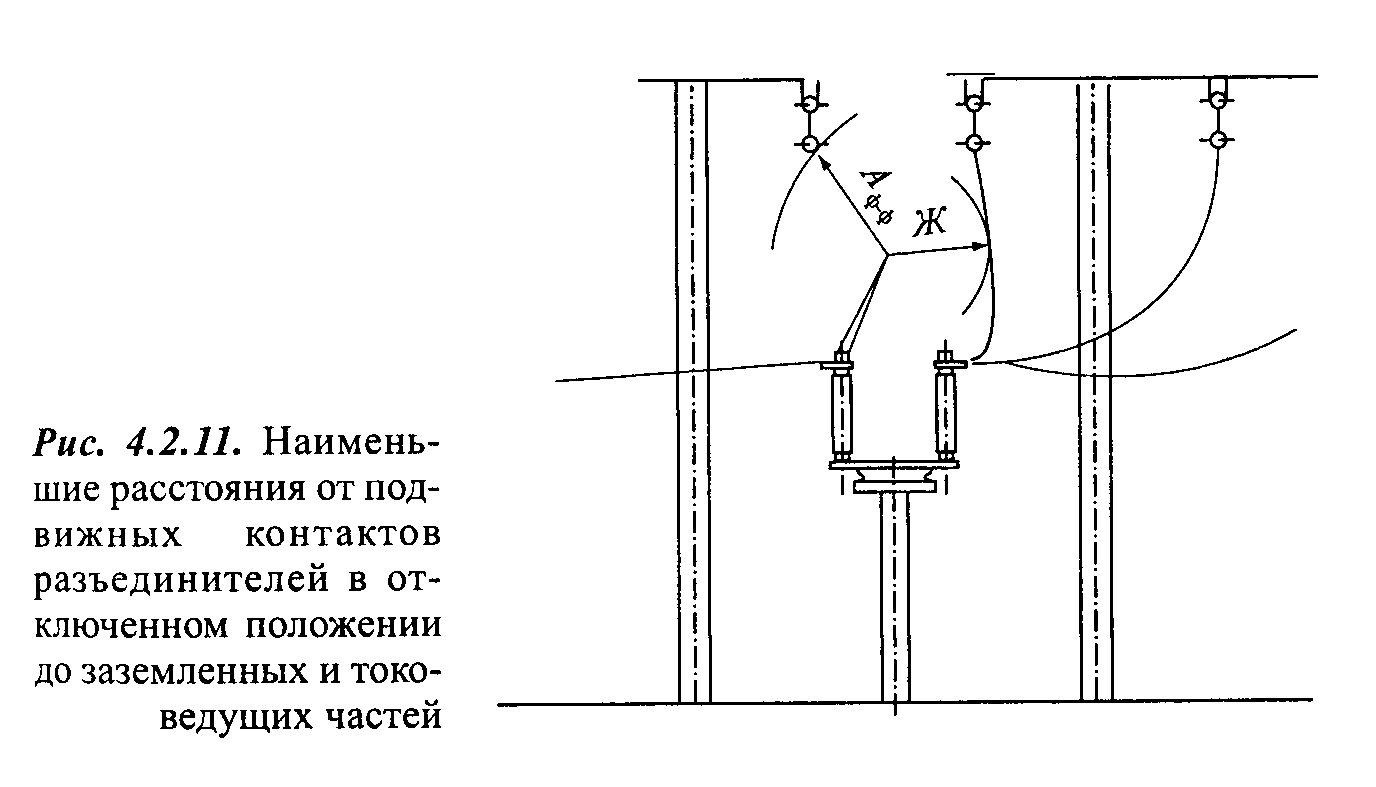 А ф-ф
Ж
Рис. 4.2.11. Наимень-
шие расстояния от под-
вижных контактов
разъединителей в от-
ключенном положении
до заземленных и токо-
ведущих частей